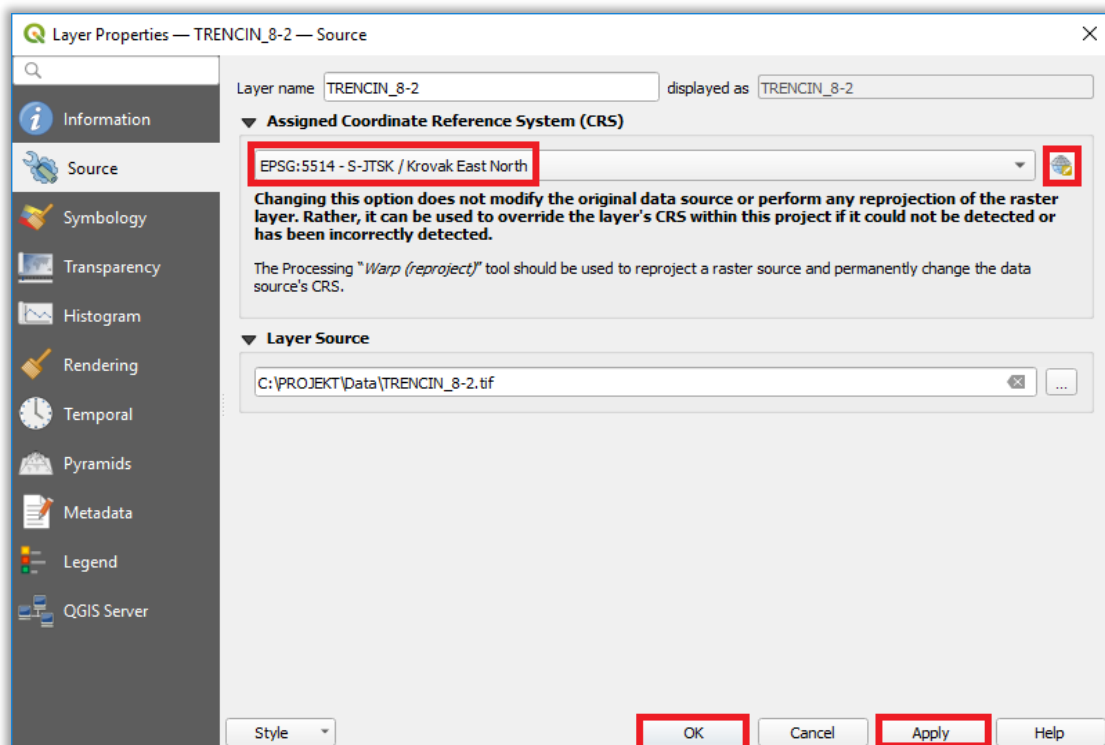 Layer Properties — TRENCIN_8-2 — Source
Information
Source
Symbology
Transparency
Histogram
Rendering
Temporal
Pyramids
Metadata
Legend
QGIS Server
Layer name TRENCIN_8-2 displayed as TRENCIN_8-2
Assigned Coordinate Reference System (CRS)
EPSG:5514 - S-JTSK / Krovak East North
Changing this option does not modify the original data source or perform any reprojection of the raster
layer. Rather, it can be used to override the layer's CRS within this project if it could not be detected or
has been incorrectly detected.
The Processing "Warp (reproject)" tool should be used to reproject a raster source and permanently change the data
source's CRS.
Layer Source
C:\PROJEKT\Data\TRENCIN_8-2.tif
...
Style OK Cancel Apply Help